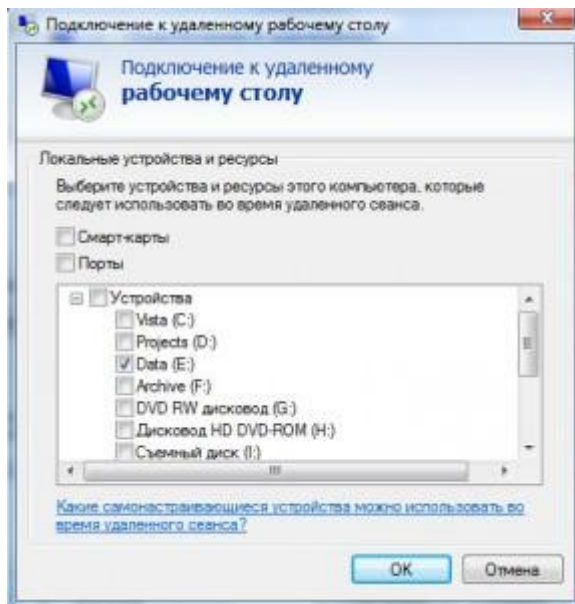 Подключение к удаленному рабочему столу
Подключение к удаленному
рабочему столу
Локальные устройства и ресурсы
Выберите устройства и ресурсы этого компьютера, которые
следует использовать во время удаленного сеанса.
Смарт-карты
Порты
Устройства
Vista (C:)
Projects (D:)
Data (E:)
Archive (F:)
DVD RW дисковод (G:)
Дисковод HD DVD-ROM (H:)
Съемный диск (I:)
Какие самонастраивающиеся устройства можно использовать во
время удаленного сеанса?
OK
Отмена